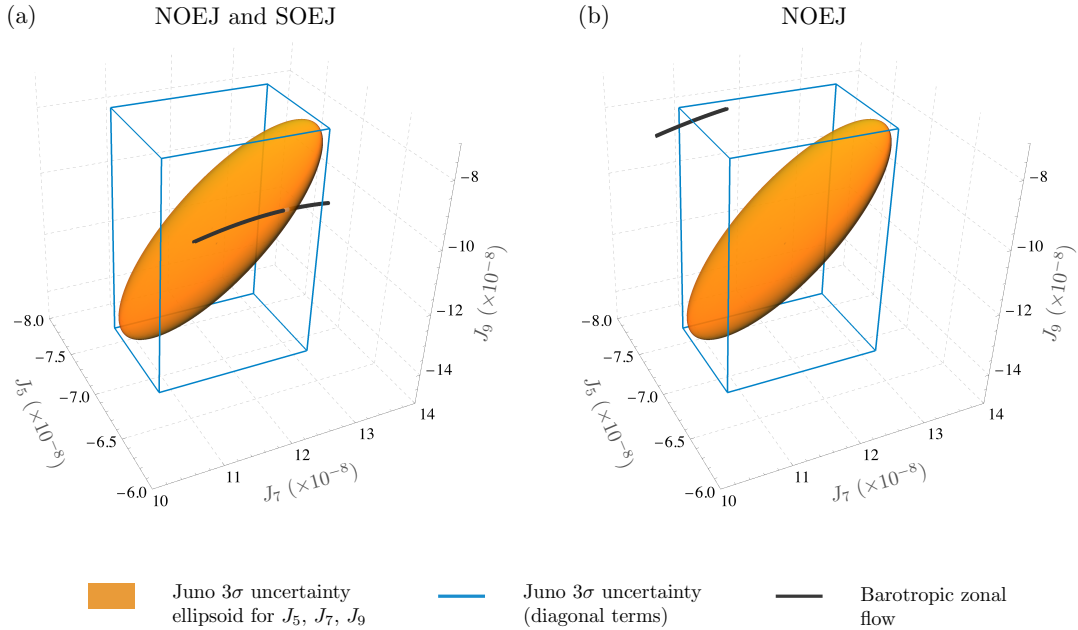 (a)
NOEJ and SOEJ
−8
−10
−12
−14
J₉ (×10⁻⁸)
−8.0
−7.5
−7.0
−6.5
−6.0
J₅ (×10⁻⁸)
10
11
12
13
14
J₇ (×10⁻⁸)
(b)
NOEJ
−8
−10
−12
−14
J₉ (×10⁻⁸)
−8.0
−7.5
−7.0
−6.5
−6.0
J₅ (×10⁻⁸)
10
11
12
13
14
J₇ (×10⁻⁸)
Juno 3σ uncertainty
ellipsoid for J₅, J₇, J₉
Juno 3σ uncertainty
(diagonal terms)
Barotropic zonal
flow